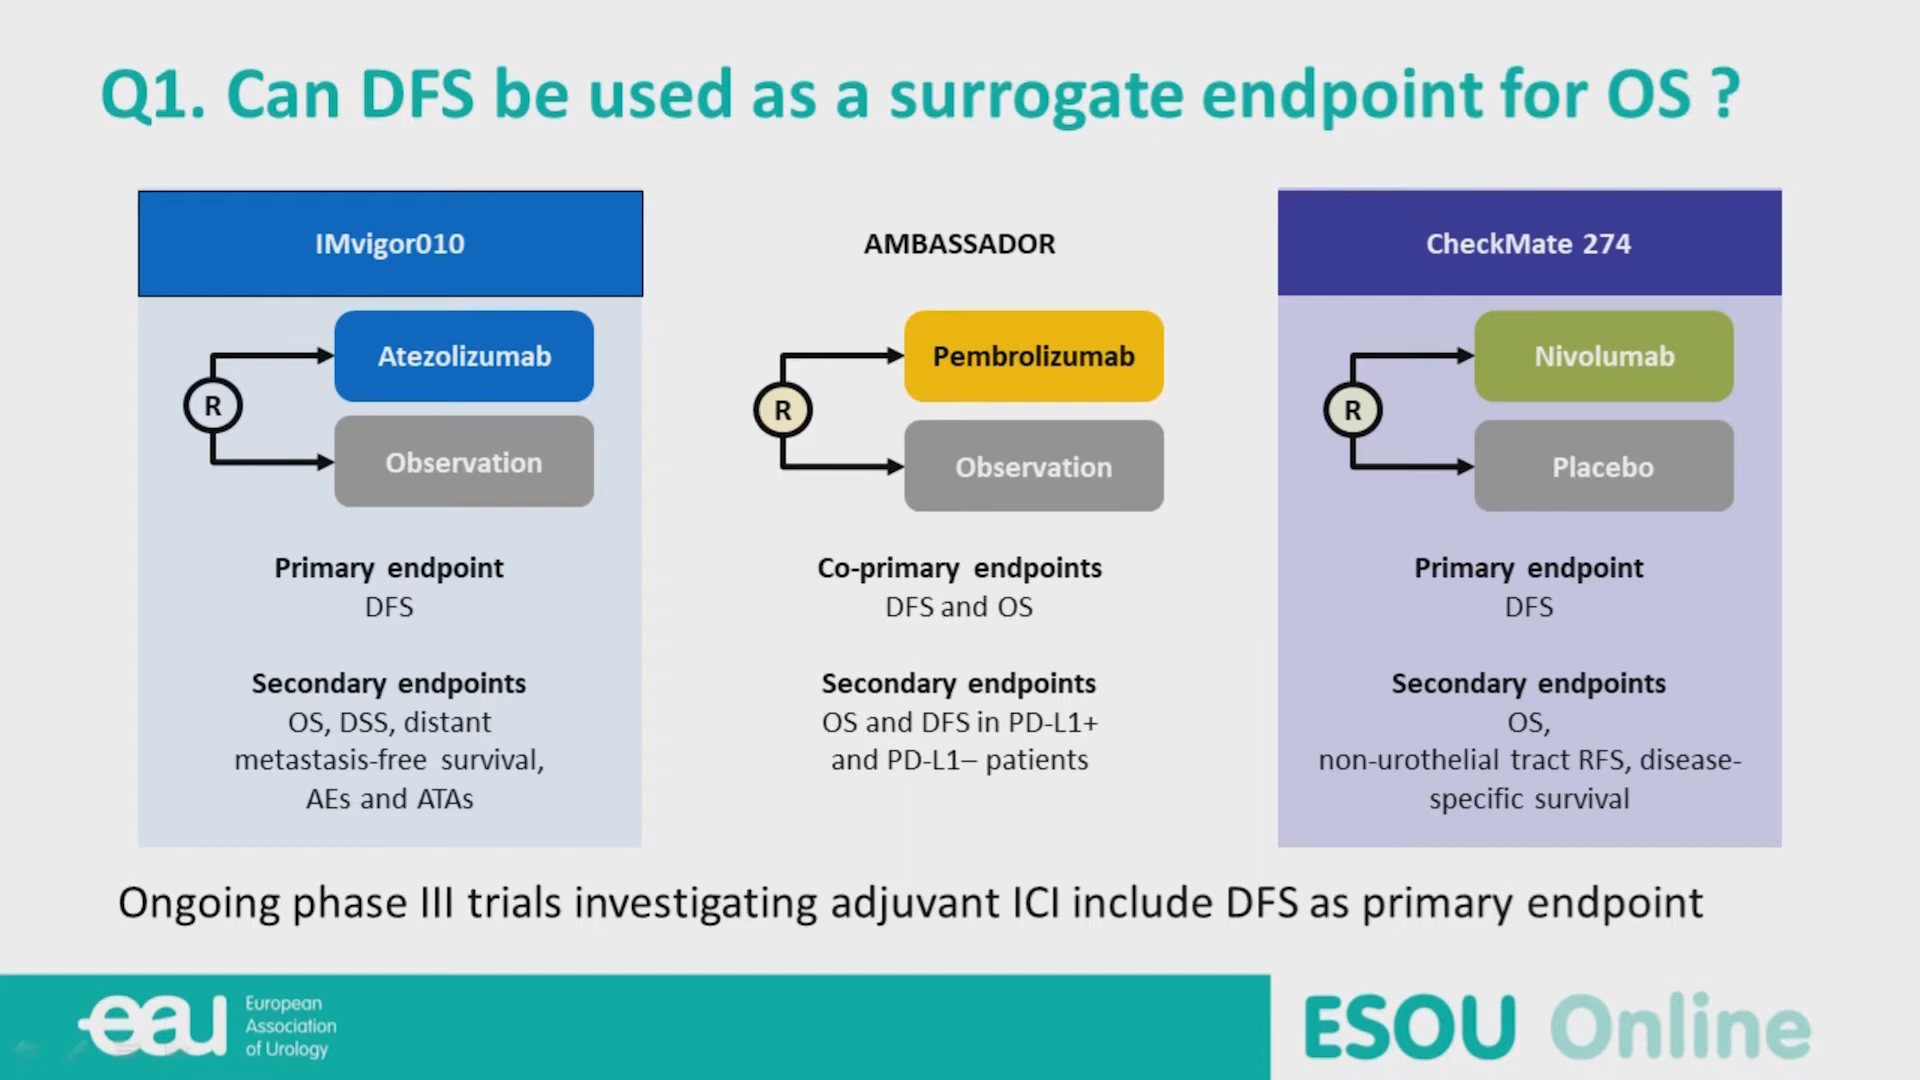 Q1. Can DFS be used as a surrogate endpoint for OS ?
IMvigor010
R
Atezolizumab
Observation
Primary endpoint
DFS
Secondary endpoints
OS, DSS, distant
metastasis-free survival,
AEs and ATAs
AMBASSADOR
R
Pembrolizumab
Observation
Co-primary endpoints
DFS and OS
Secondary endpoints
OS and DFS in PD-L1+
and PD-L1– patients
CheckMate 274
R
Nivolumab
Placebo
Primary endpoint
DFS
Secondary endpoints
OS,
non-urothelial tract RFS, disease-
specific survival
Ongoing phase III trials investigating adjuvant ICI include DFS as primary endpoint
eau
European
Association
of Urology
ESOU Online